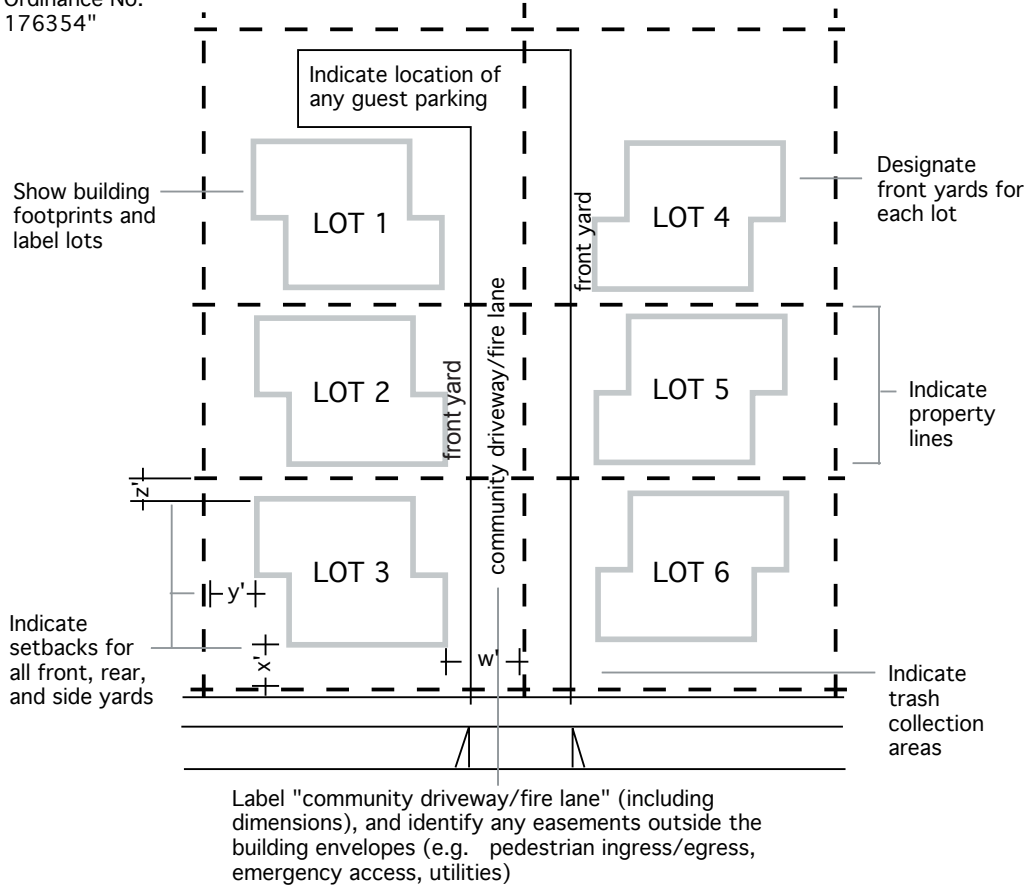 Ordinance No.
176354"
Indicate location of
any guest parking
Show building
footprints and
label lots
LOT 1
LOT 4
front yard
Designate
front yards for
each lot
LOT 2
front yard
community driveway/fire lane
LOT 5
Indicate
property
lines
z'
LOT 3
LOT 6
y'
x'
w'
Indicate
setbacks for
all front, rear,
and side yards
Indicate
trash
collection
areas
Label "community driveway/fire lane" (including
dimensions), and identify any easements outside the
building envelopes (e.g. pedestrian ingress/egress,
emergency access, utilities)